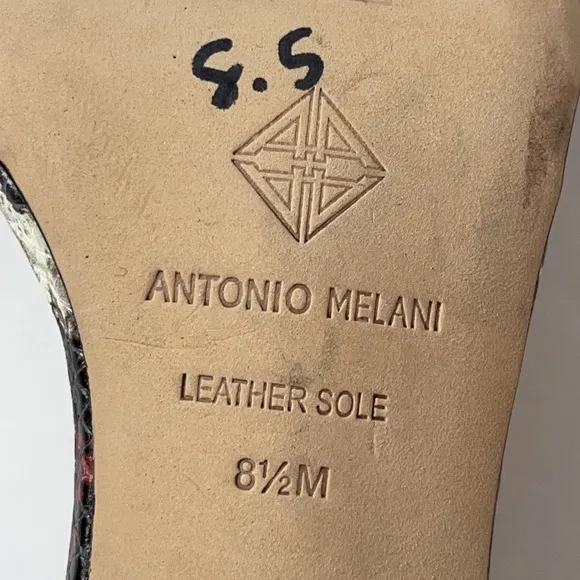 8.5
ANTONIO MELANI
LEATHER SOLE
8½M